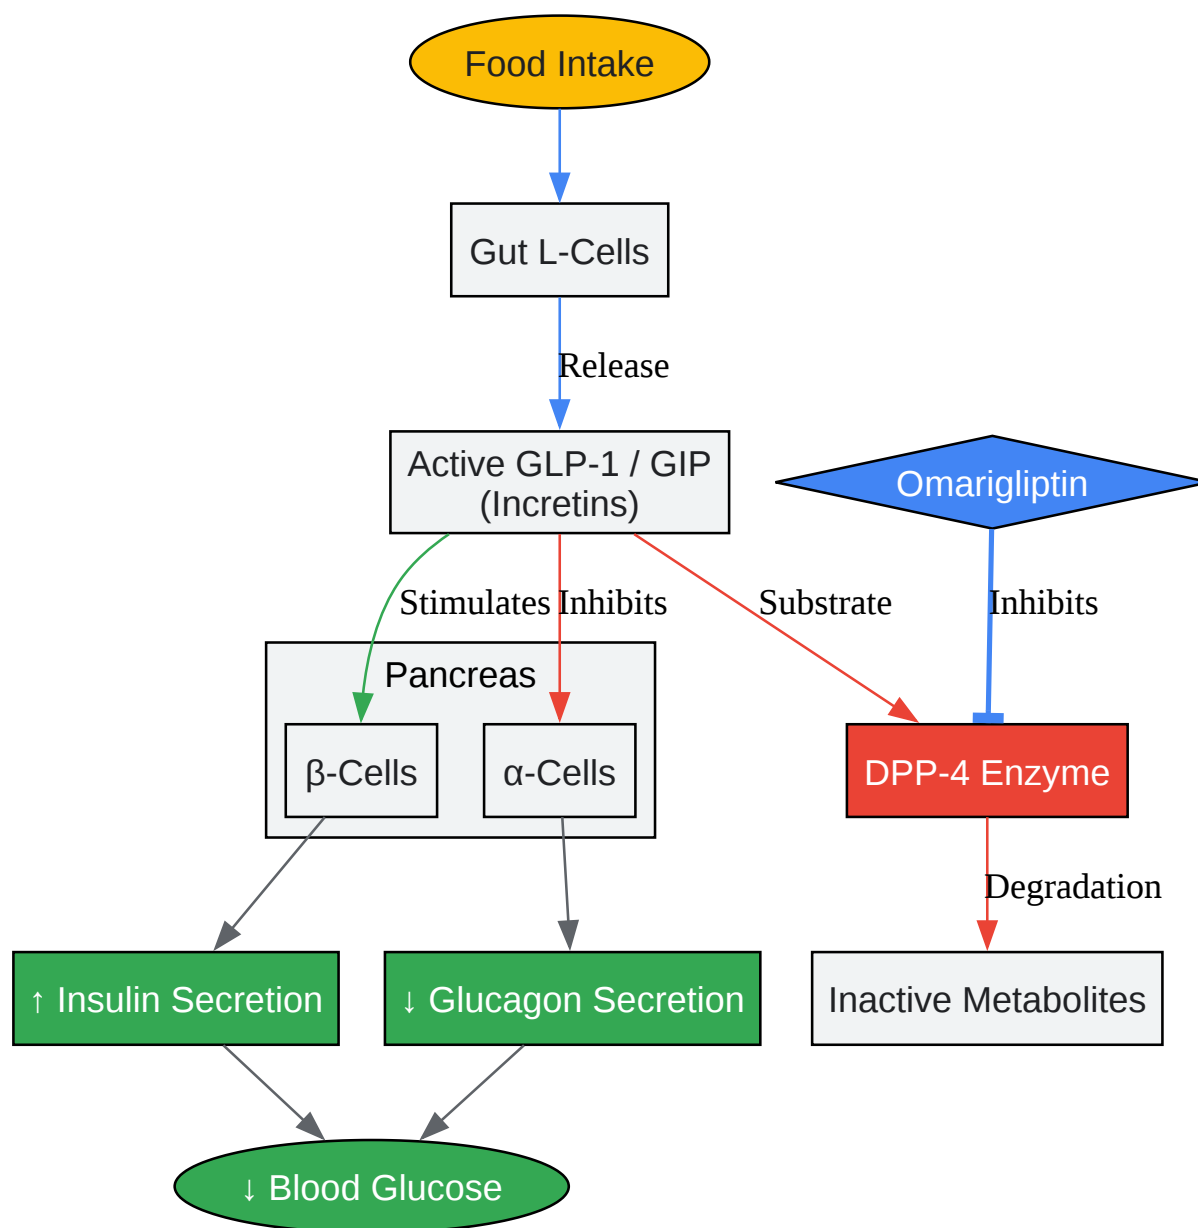 Food Intake
Gut L-Cells
Release
Active GLP-1 / GIP
(Incretins)
Omarigliptin
Stimulates
Inhibits
Substrate
Inhibits
Pancreas
β-Cells
α-Cells
DPP-4 Enzyme
Degradation
↑ Insulin Secretion
↓ Glucagon Secretion
Inactive Metabolites
↓ Blood Glucose